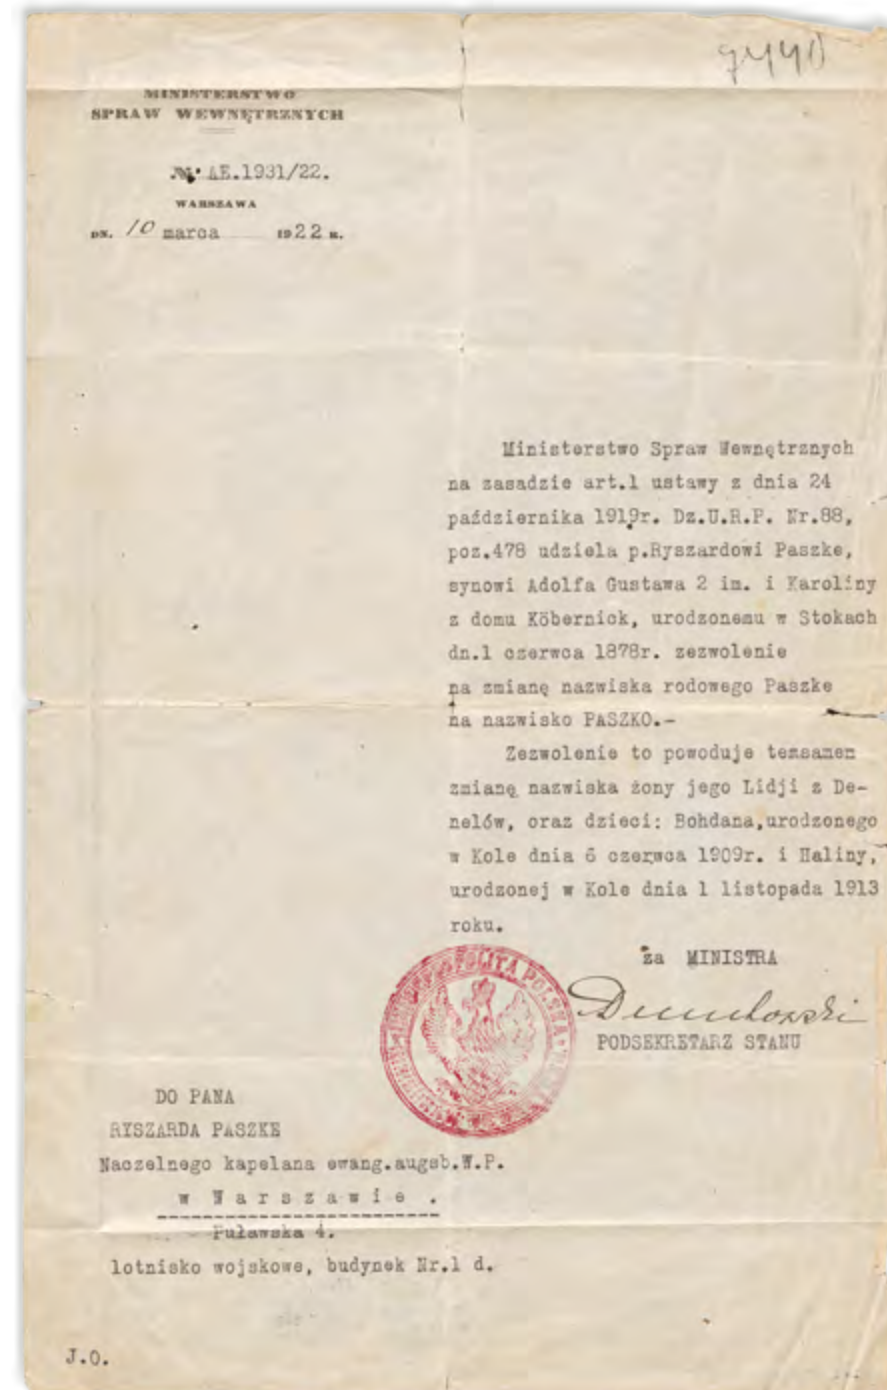 7440
MINISTERSTWO
SPRAW WEWNĘTRZNYCH
№ AE.1931/22.
WARSZAWA
DN. 10 marca 1922 R.
Ministerstwo Spraw Wewnętrznych
na zasadzie art.1 ustawy z dnia 24
października 1919r. Dz.U.R.P. Nr.88,
poz.478 udziela p.Ryszardowi Paszke,
synowi Adolfa Gustawa 2 im. i Karoliny
z domu Köbernick, urodzonemu w Stokach
dn.1 czerwca 1878r. zezwolenie
na zmianę nazwiska rodowego Paszke
na nazwisko PASZKO.-
Zezwolenie to powoduje temsamem
zmianę nazwiska żony jego Lidji z De-
nelów, oraz dzieci: Bohdana,urodzonego
w Kole dnia 6 czerwca 1909r. i Haliny,
urodzonej w Kole dnia 1 listopada 1913
roku.
za MINISTRA
PODSEKRETARZ STANU
RZECZPOSPOLITA POLSKA
DO PANA
RYSZARDA PASZKE
Naczelnego kapelana ewang.augsb.W.P.
w Warszawie .
Puławska 4.
lotnisko wojskowe, budynek Nr.1 d.
J.O.